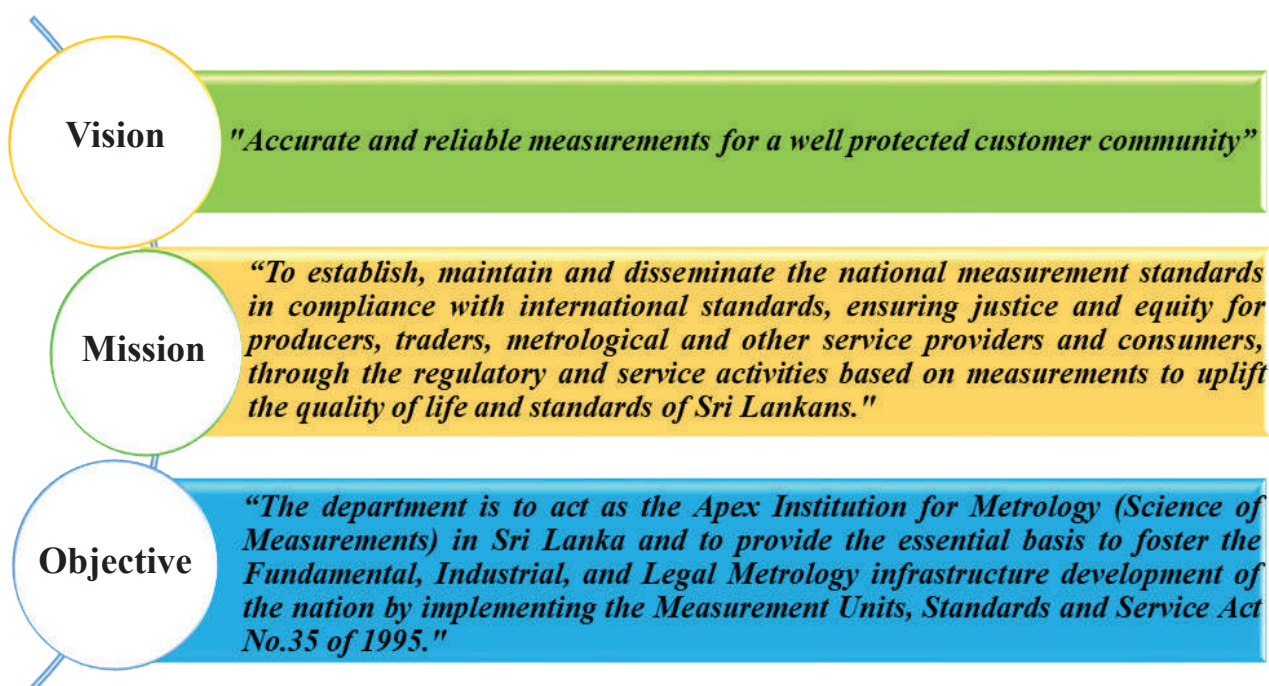 Vision
"Accurate and reliable measurements for a well protected customer community”
Mission
“To establish, maintain and disseminate the national measurement standards
in compliance with international standards, ensuring justice and equity for
producers, traders, metrological and other service providers and consumers,
through the regulatory and service activities based on measurements to uplift
the quality of life and standards of Sri Lankans."
Objective
“The department is to act as the Apex Institution for Metrology (Science of
Measurements) in Sri Lanka and to provide the essential basis to foster the
Fundamental, Industrial, and Legal Metrology infrastructure development of
the nation by implementing the Measurement Units, Standards and Service Act
No.35 of 1995."